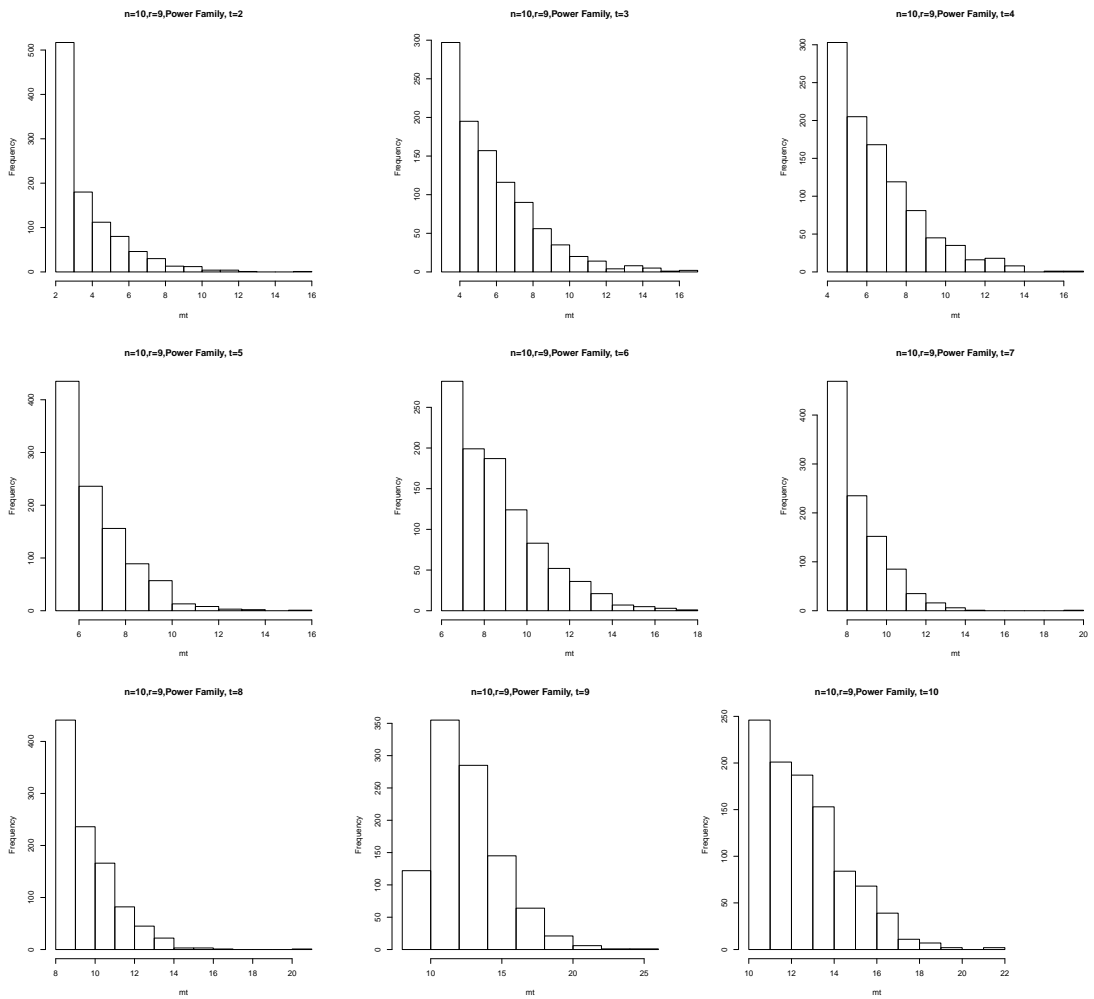 n=10,r=9,Power Family, t=2
n=10,r=9,Power Family, t=3
n=10,r=9,Power Family, t=4
Frequency
0 100 200 300 400 500
2 4 6 8 10 12 14 16
mt
Frequency
0 50 100 150 200 250 300
4 6 8 10 12 14 16
mt
Frequency
0 50 100 150 200 250 300
4 6 8 10 12 14 16
mt
n=10,r=9,Power Family, t=5
n=10,r=9,Power Family, t=6
n=10,r=9,Power Family, t=7
Frequency
0 100 200 300 400
6 8 10 12 14 16
mt
Frequency
0 50 100 150 200 250
6 8 10 12 14 16 18
mt
Frequency
0 100 200 300 400
8 10 12 14 16 18 20
mt
n=10,r=9,Power Family, t=8
n=10,r=9,Power Family, t=9
n=10,r=9,Power Family, t=10
Frequency
0 100 200 300 400
8 10 12 14 16 18 20
mt
Frequency
0 50 100 150 200 250 300 350
10 15 20 25
mt
Frequency
0 50 100 150 200 250
10 12 14 16 18 20 22
mt